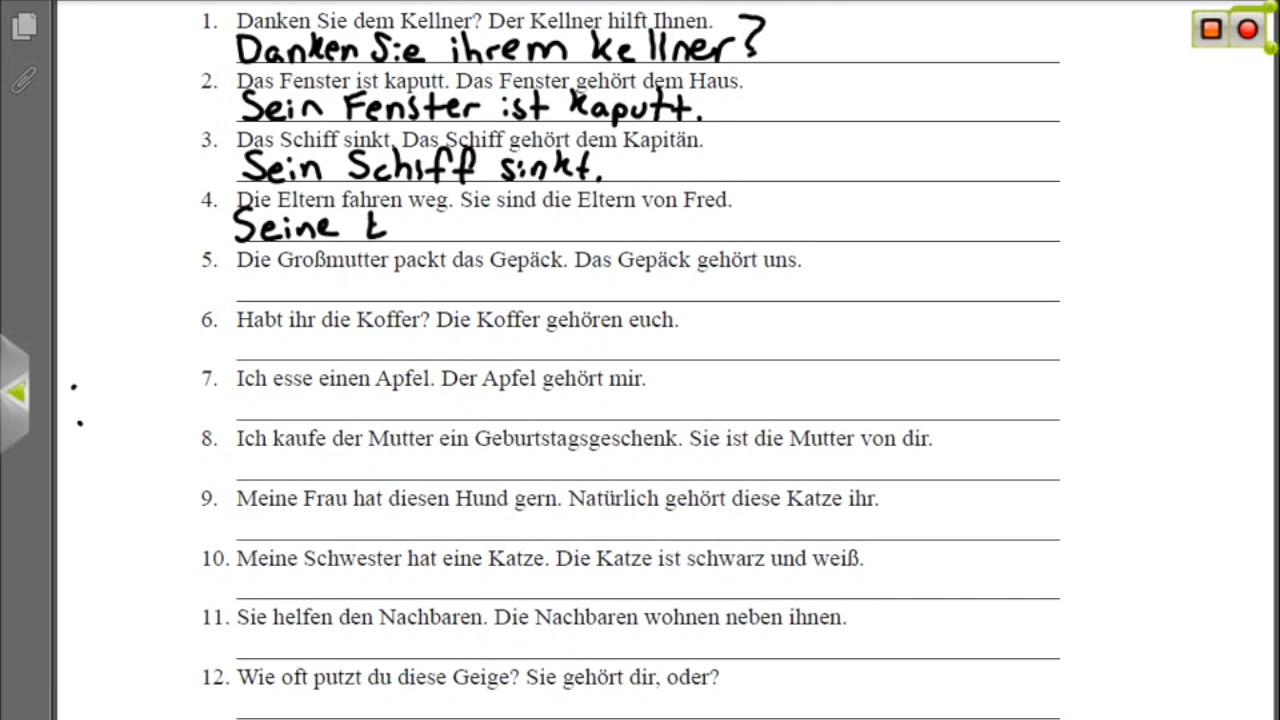 1. Danken Sie dem Kellner? Der Kellner hilft Ihnen.
Danken Sie ihrem kellner?
2. Das Fenster ist kaputt. Das Fenster gehört dem Haus.
Sein Fenster ist kaputt.
3. Das Schiff sinkt. Das Schiff gehört dem Kapitän.
Sein Schiff sinkt.
4. Die Eltern fahren weg. Sie sind die Eltern von Fred.
Seine E
5. Die Großmutter packt das Gepäck. Das Gepäck gehört uns.
6. Habt ihr die Koffer? Die Koffer gehören euch.
7. Ich esse einen Apfel. Der Apfel gehört mir.
8. Ich kaufe der Mutter ein Geburtstagsgeschenk. Sie ist die Mutter von dir.
9. Meine Frau hat diesen Hund gern. Natürlich gehört diese Katze ihr.
10. Meine Schwester hat eine Katze. Die Katze ist schwarz und weiß.
11. Sie helfen den Nachbaren. Die Nachbaren wohnen neben ihnen.
12. Wie oft putzt du diese Geige? Sie gehört dir, oder?